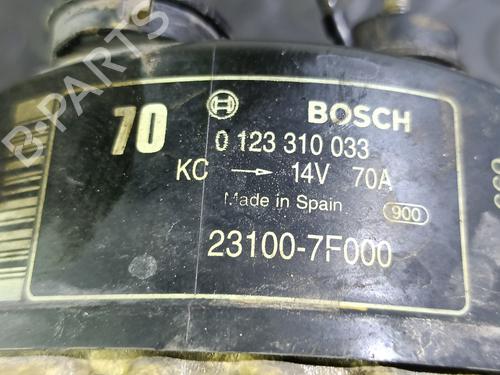 B-PARTS
70
BOSCH
0 123 310 033
KC → 14V 70A
Made in Spain
900
23100-7F000